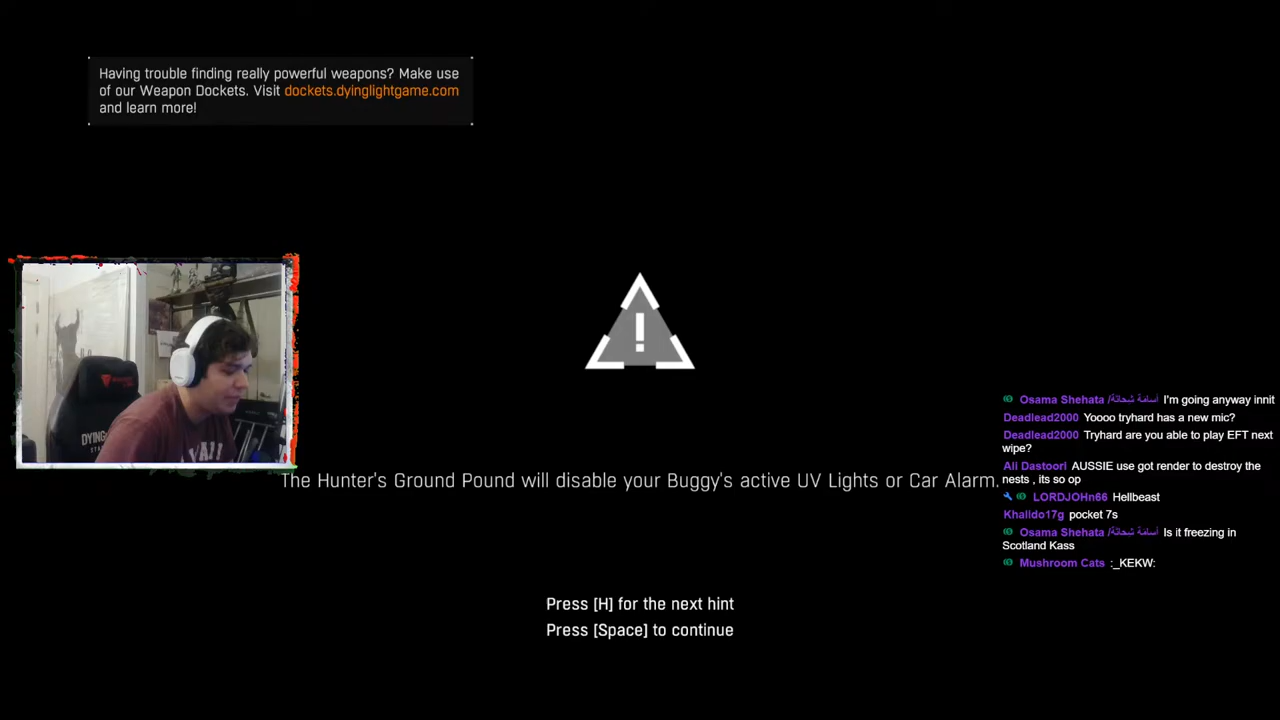 Having trouble finding really powerful weapons? Make use
of our Weapon Dockets. Visit dockets.dyinglightgame.com
and learn more!
The Hunter's Ground Pound will disable your Buggy's active UV Lights or Car Alarm.
Press [H] for the next hint
Press [Space] to continue
Osama Shehata /أسامة شحاتة I'm going anyway innit
Deadlead2000 Yoooo tryhard has a new mic?
Deadlead2000 Tryhard are you able to play EFT next
wipe?
Ali Dastoori AUSSIE use got render to destroy the
nests , its so op
LORDJOHn66 Hellbeast
Khalido17g pocket 7s
Osama Shehata /أسامة شحاتة Is it freezing in
Scotland Kass
Mushroom Cats :_KEKW:
DYING